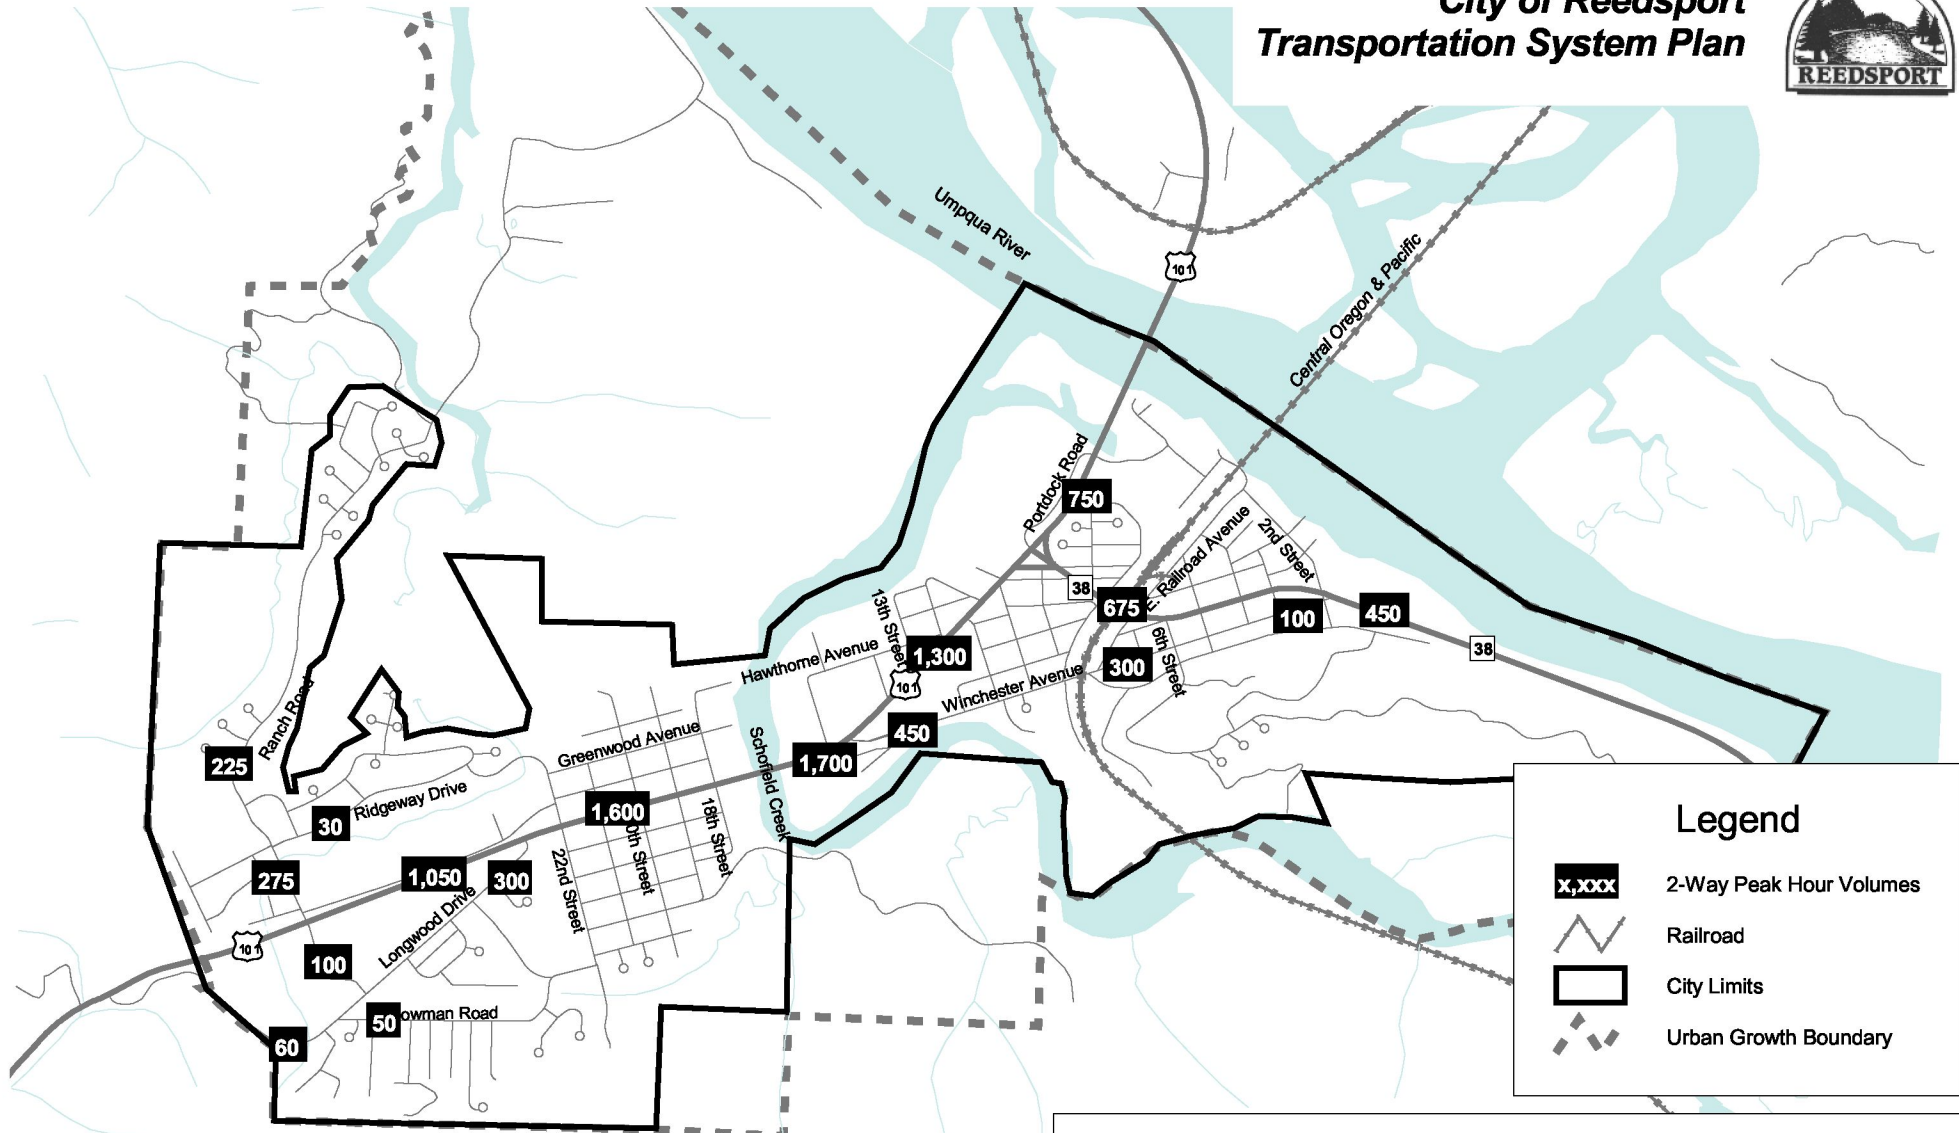 City of Reedsport
Transportation System Plan
REEDSPORT
Umpqua River
101
Central Oregon & Pacific
Portdock Road
750
E. Railroad Avenue
2nd Street
38
675
100
450
13th Street
6th Street
Hawthorne Avenue
1,300
300
38
101
Winchester Avenue
Ranch Road
Greenwood Avenue
450
225
Schofield Creek
1,700
Ridgeway Drive
30
1,600
18th Street
0th Street
22nd Street
275
1,050
300
Longwood Drive
101
100
50
owman Road
60
Legend
x,xxx
2-Way Peak Hour Volumes
Railroad
City Limits
Urban Growth Boundary